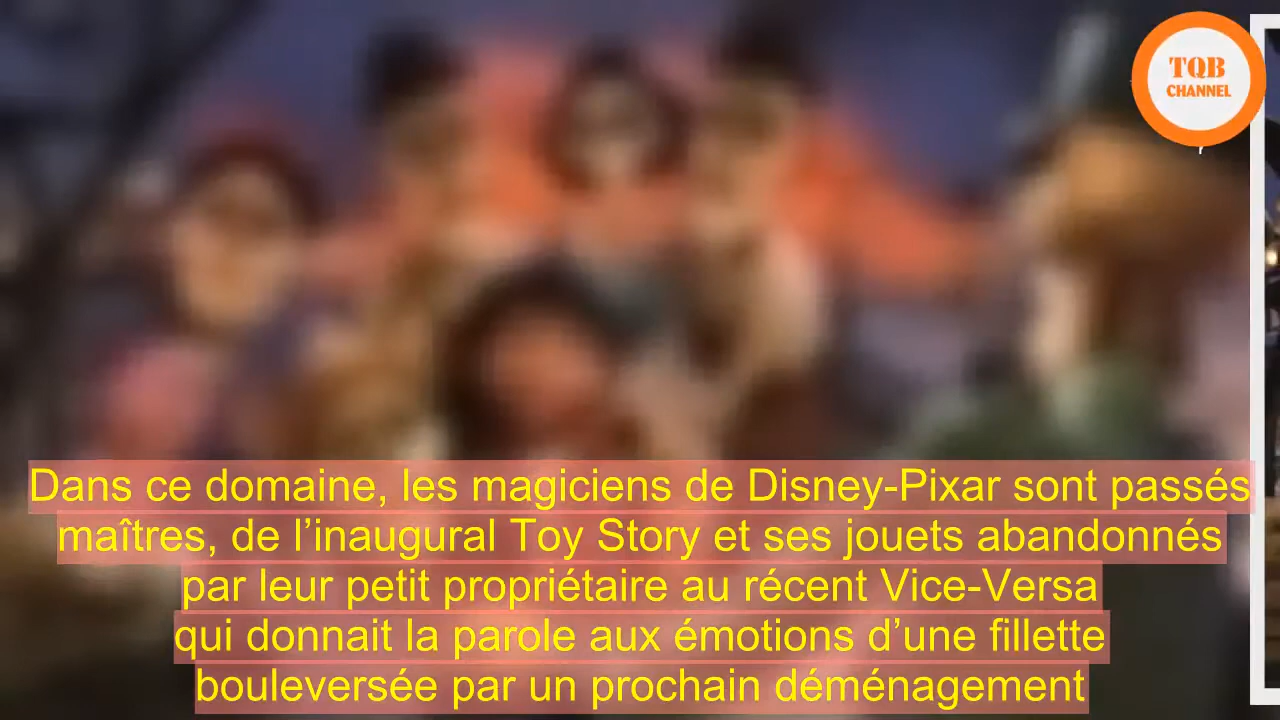 TQB
CHANNEL
Dans ce domaine, les magiciens de Disney-Pixar sont passés
maîtres, de l’inaugural Toy Story et ses jouets abandonnés
par leur petit propriétaire au récent Vice-Versa
qui donnait la parole aux émotions d’une fillette
bouleversée par un prochain déménagement